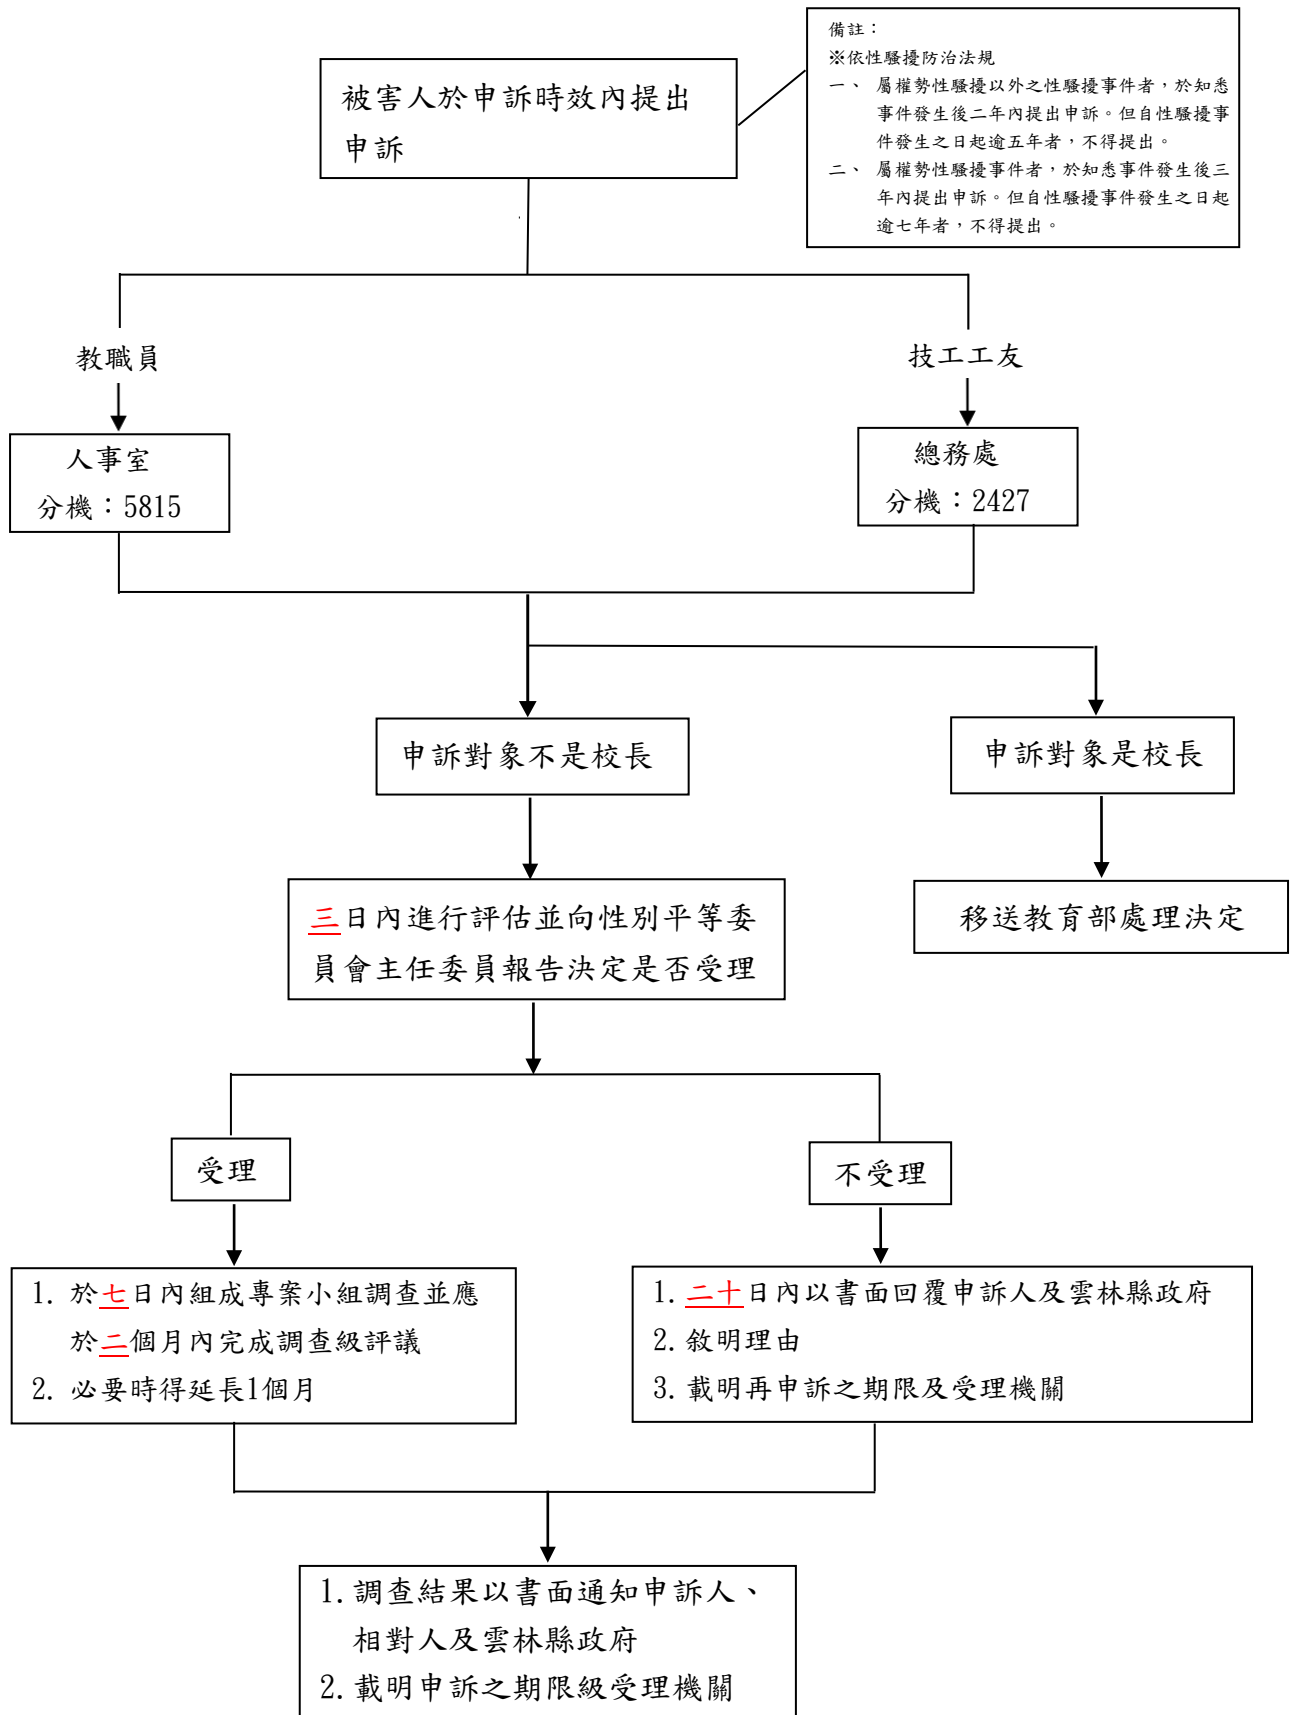 備註：
※依性騷擾防治法規
一、 屬權勢性騷擾以外之性騷擾事件者，於知悉
事件發生後二年內提出申訴。但自性騷擾事
件發生之日起逾五年者，不得提出。
二、 屬權勢性騷擾事件者，於知悉事件發生後三
年內提出申訴。但自性騷擾事件發生之日起
逾七年者，不得提出。
被害人於申訴時效內提出
申訴
教職員
技工工友
人事室
分機：5815
總務處
分機：2427
申訴對象不是校長
申訴對象是校長
三日內進行評估並向性別平等委
員會主任委員報告決定是否受理
移送教育部處理決定
受理
不受理
1. 於七日內組成專案小組調查並應
於二個月內完成調查級評議
2. 必要時得延長1個月
1. 二十日內以書面回覆申訴人及雲林縣政府
2. 敘明理由
3. 載明再申訴之期限及受理機關
1. 調查結果以書面通知申訴人、
相對人及雲林縣政府
2. 載明申訴之期限級受理機關